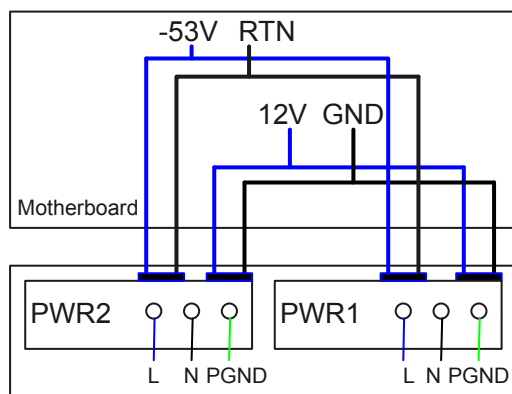 -53V RTN
12V GND
Motherboard
PWR2 PWR1
L N PGND L N PGND